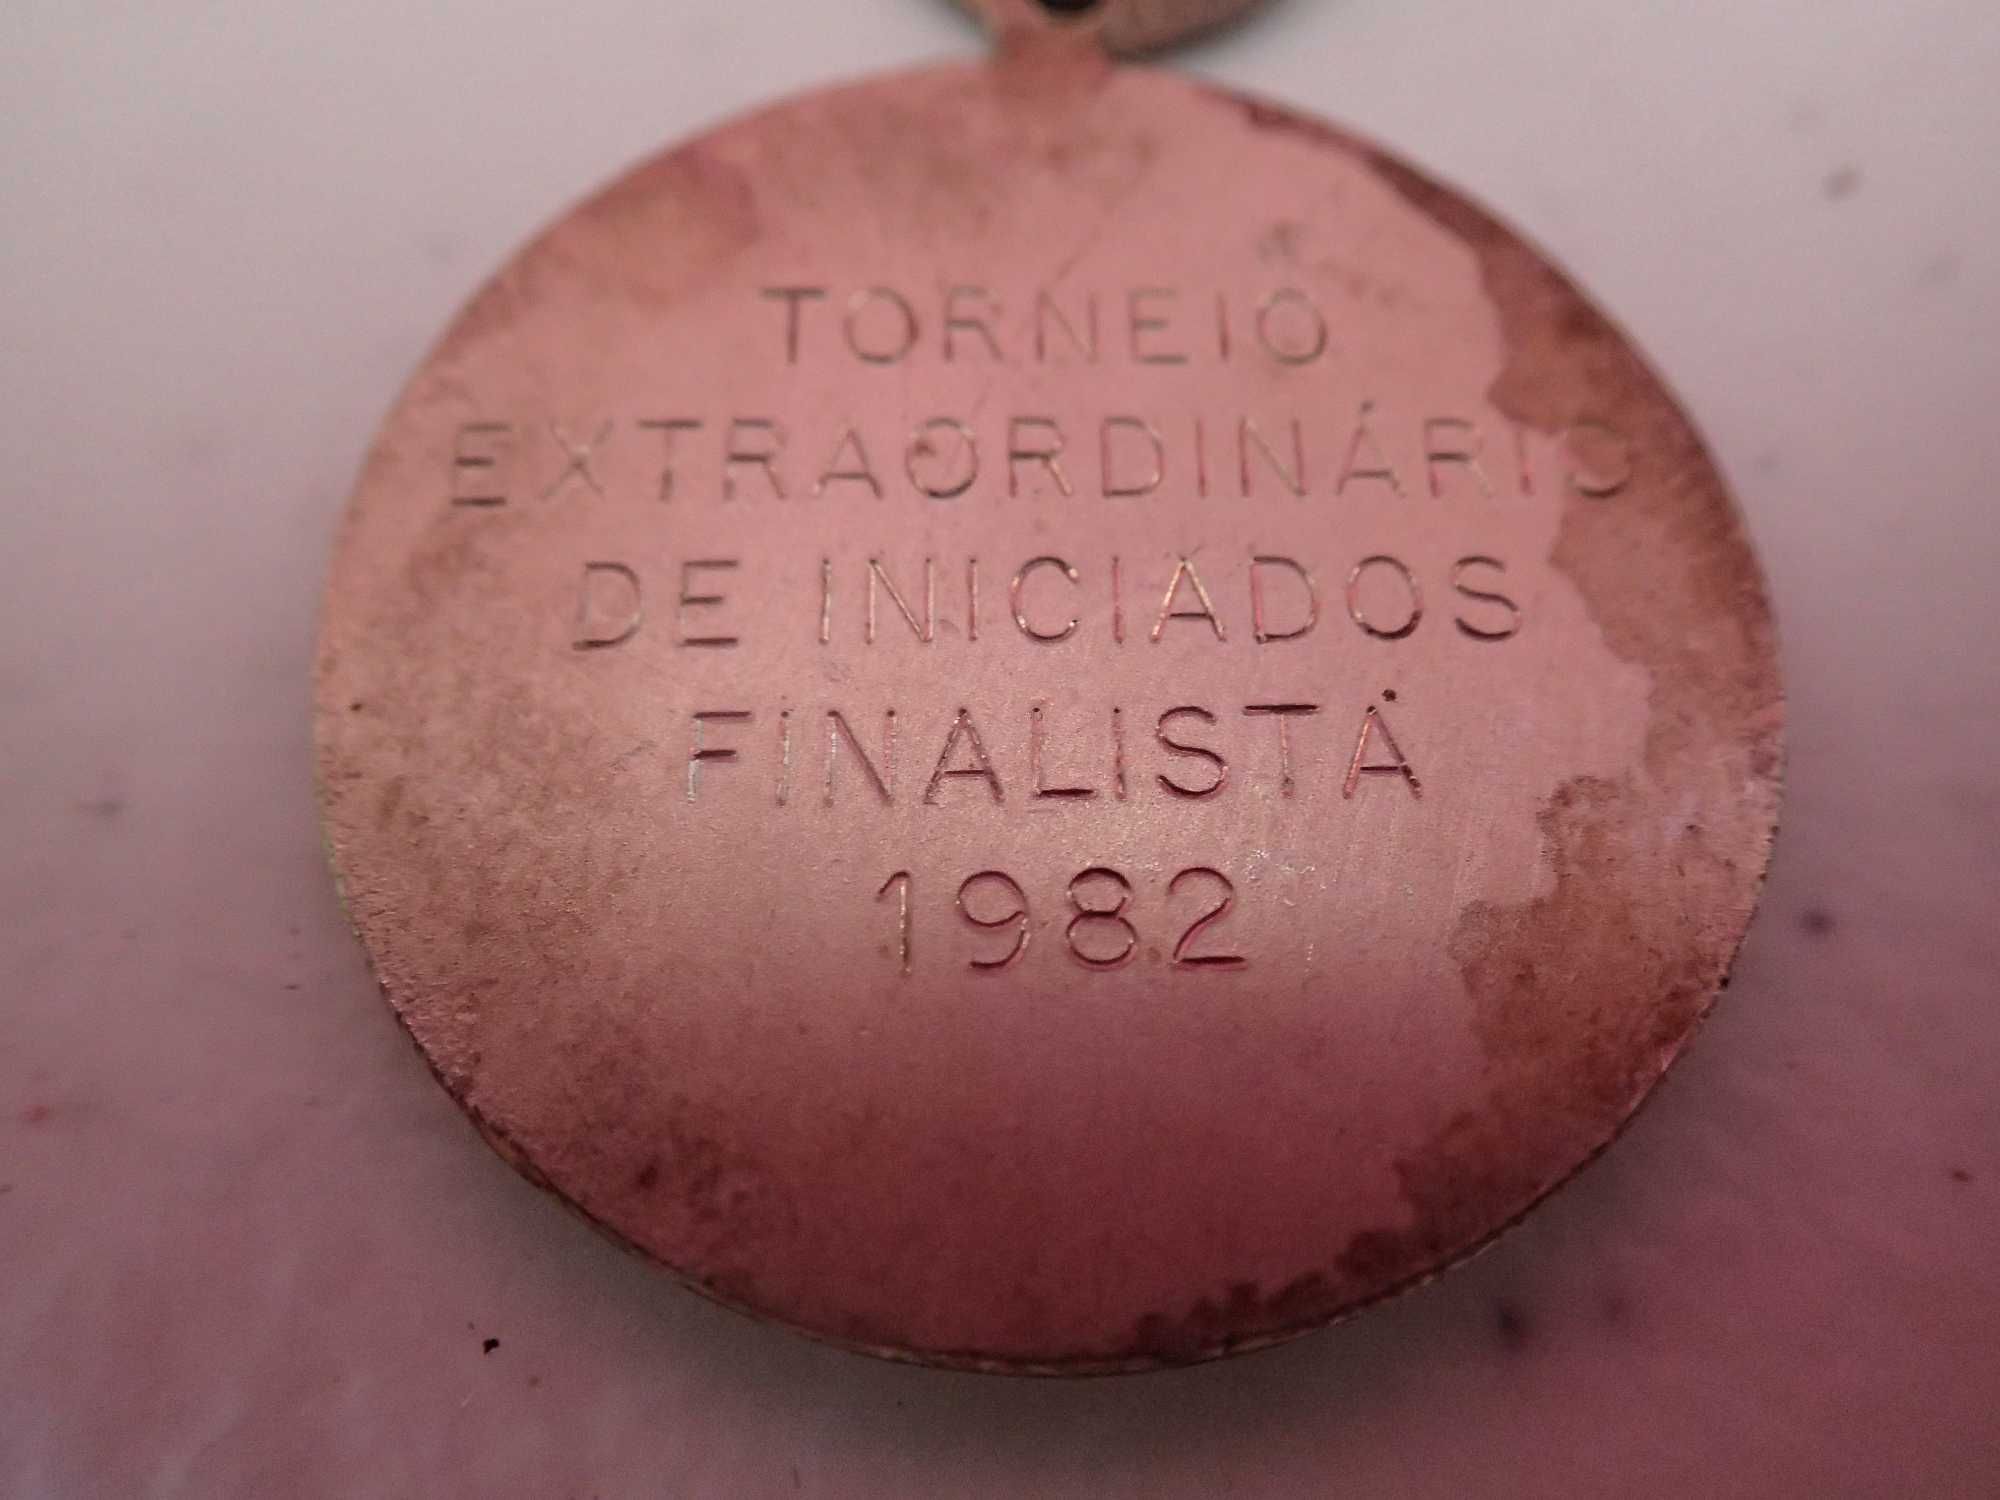 TORNEIO
EXTRAORDINÁRIO
DE INICIADOS
FINALISTA
1982